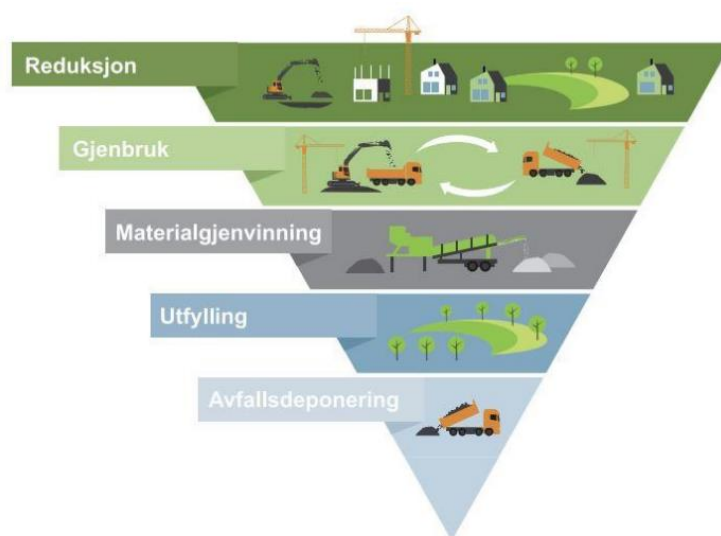 Reduksjon
Gjenbruk
Materialgjenvinning
Utfylling
Avfallsdeponering